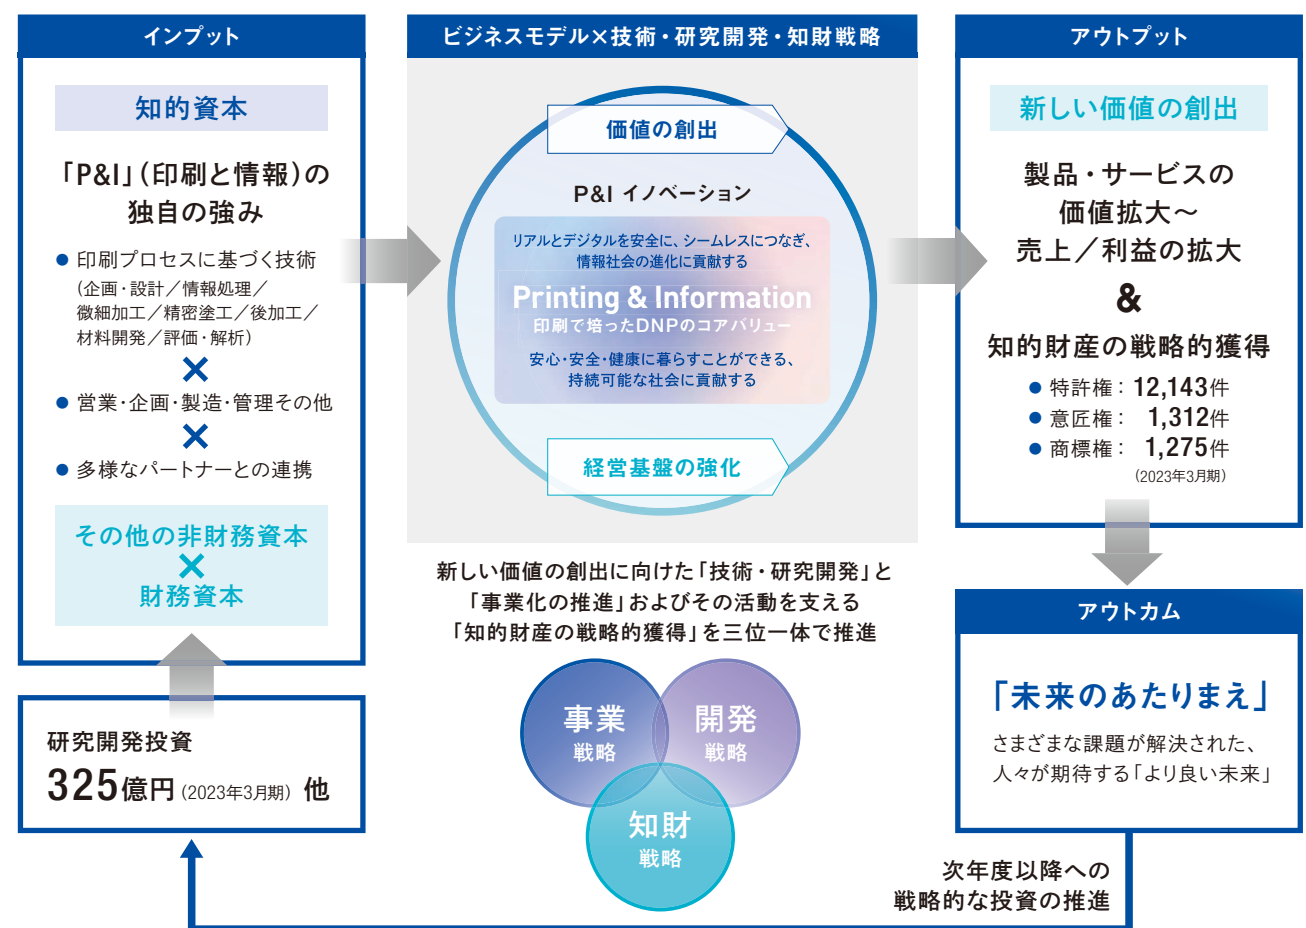 インプット
知的資本
「P&I」（印刷と情報）の
独自の強み
● 印刷プロセスに基づく技術
（企画・設計／情報処理／
微細加工／精密塗工／後加工／
材料開発／評価・解析）
×
● 営業・企画・製造・管理その他
×
● 多様なパートナーとの連携
その他の非財務資本
×
財務資本
研究開発投資
325億円（2023年3月期） 他
ビジネスモデル×技術・研究開発・知財戦略
価値の創出
P&I イノベーション
リアルとデジタルを安全に、シームレスにつなぎ、
情報社会の進化に貢献する
Printing & Information
印刷で培ったDNPのコアバリュー
安心・安全・健康に暮らすことができる、
持続可能な社会に貢献する
経営基盤の強化
新しい価値の創出に向けた「技術・研究開発」と
「事業化の推進」およびその活動を支える
「知的財産の戦略的獲得」を三位一体で推進
事業
戦略
開発
戦略
知財
戦略
アウトプット
新しい価値の創出
製品・サービスの
価値拡大～
売上／利益の拡大
&
知的財産の戦略的獲得
● 特許権： 12,143件
● 意匠権： 1,312件
● 商標権： 1,275件
（2023年3月期）
アウトカム
「未来のあたりまえ」
さまざまな課題が解決された、
人々が期待する「より良い未来」
次年度以降への
戦略的な投資の推進